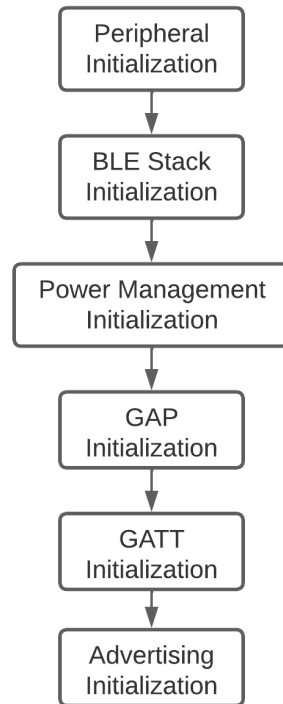 Peripheral
Initialization
BLE Stack
Initialization
Power Management
Initialization
GAP
Initialization
GATT
Initialization
Advertising
Initialization